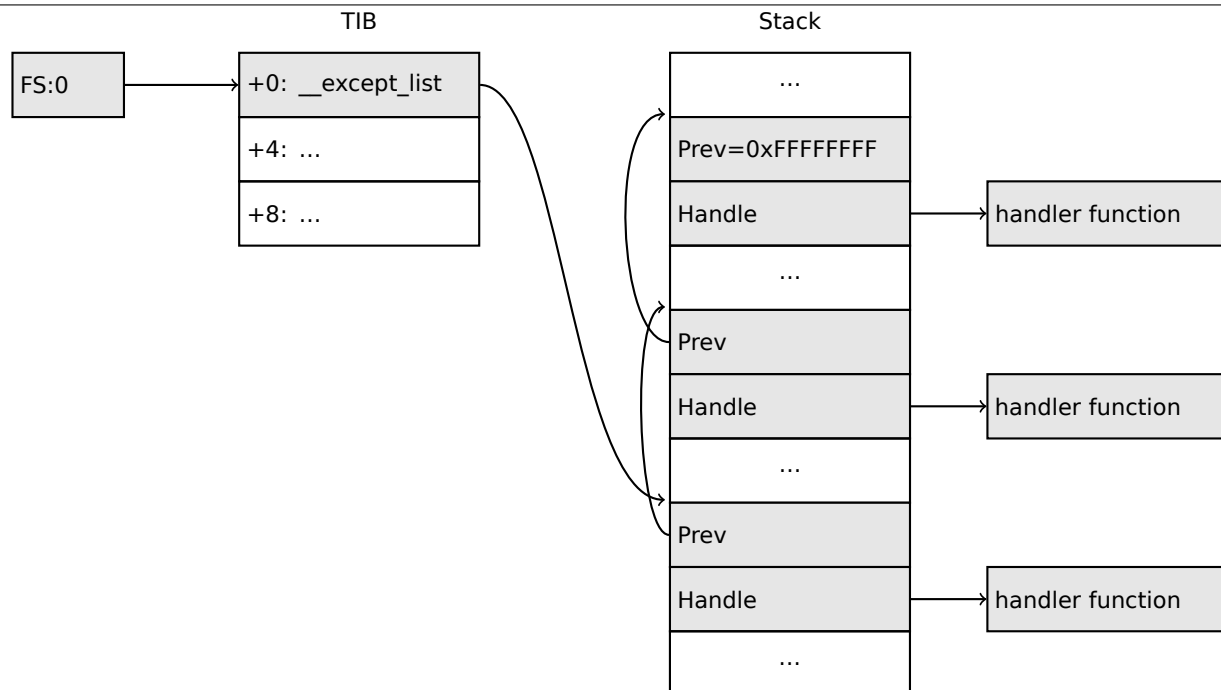 TIB
Stack
FS:0
+0: __except_list
+4: ...
+8: ...
...
Prev=0xFFFFFFFF
Handle
handler function
...
Prev
Handle
handler function
...
Prev
Handle
handler function
...